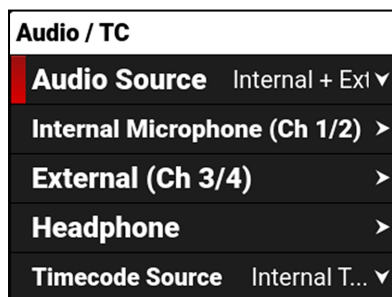 Audio / TC
Audio Source Internal + Ext
Internal Microphone (Ch 1/2)
External (Ch 3/4)
Headphone
Timecode Source Internal T...